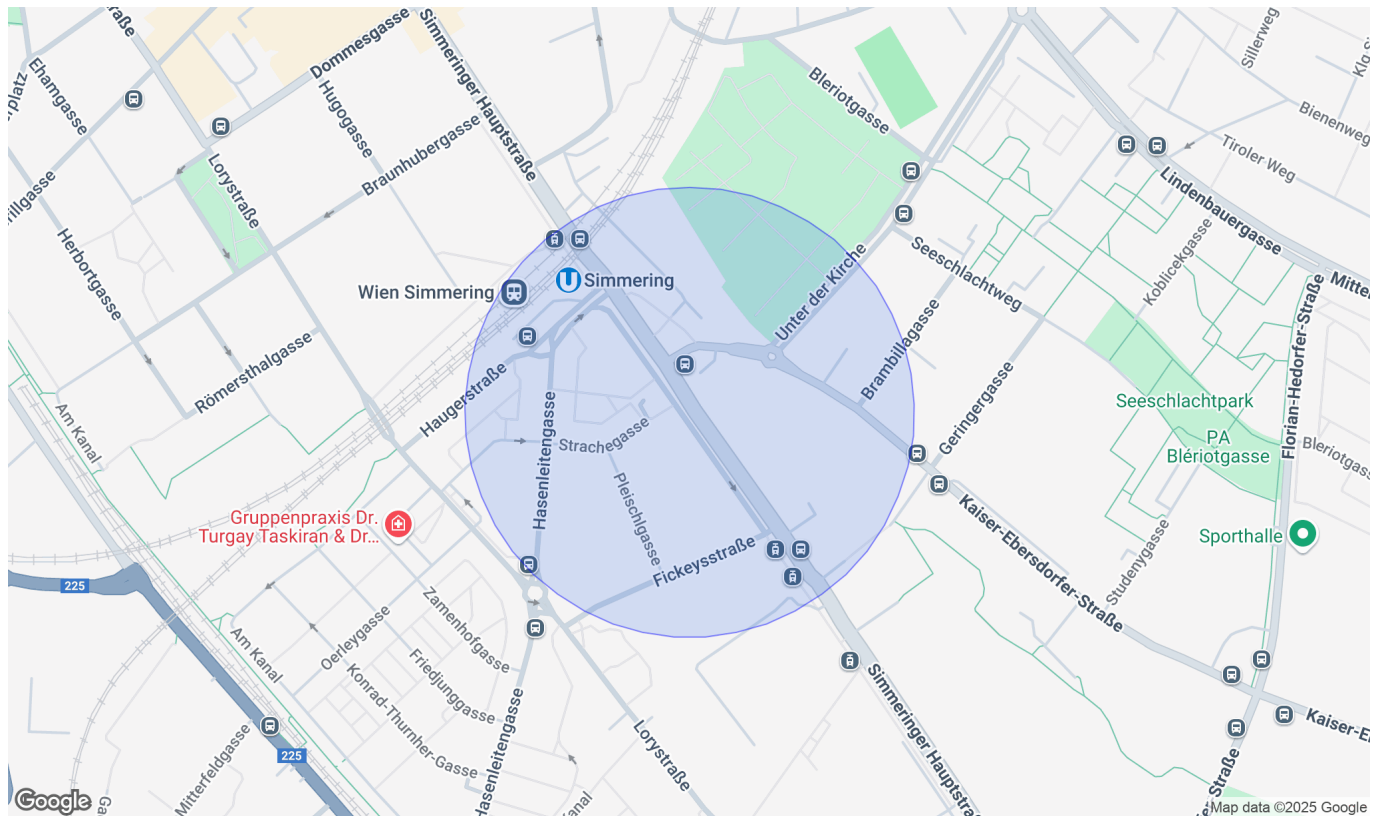 Simmeringer Hauptstraße
Dommesgasse
Ehamgasse
Hugogasse
Braunhubergasse
Lorystraße
Herbortgasse
Römersthalgasse
Am Kanal
Wien Simmering
Simmering
Haugerstraße
Hasenleitengasse
Strachegasse
Pleischlgasse
Fickeysstraße
Bleriotgasse
Unter der Kirche
Seeschlachtweg
Brambillagasse
Geringergasse
Kaiser-Ebersdorfer-Straße
Sillerweg
Bienenweg
Tiroler Weg
Lindenbauergasse
Koblicekgasse
Florian-Hedorfer-Straße
Seeschlachtpark
PA
Blériotgasse
Bleriotgasse
Sporthalle
Studenygasse
Gruppenpraxis Dr.
Turgay Taskiran & Dr...
225
Am Kanal
Oerleygasse
Zamenhofgasse
Friedjunggasse
Konrad-Thurnher-Gasse
Mitterfeldgasse
225
Hasenleitengasse
Lorystraße
Simmeringer Hauptstraß
Kanal
Google
Map data ©2025 Google